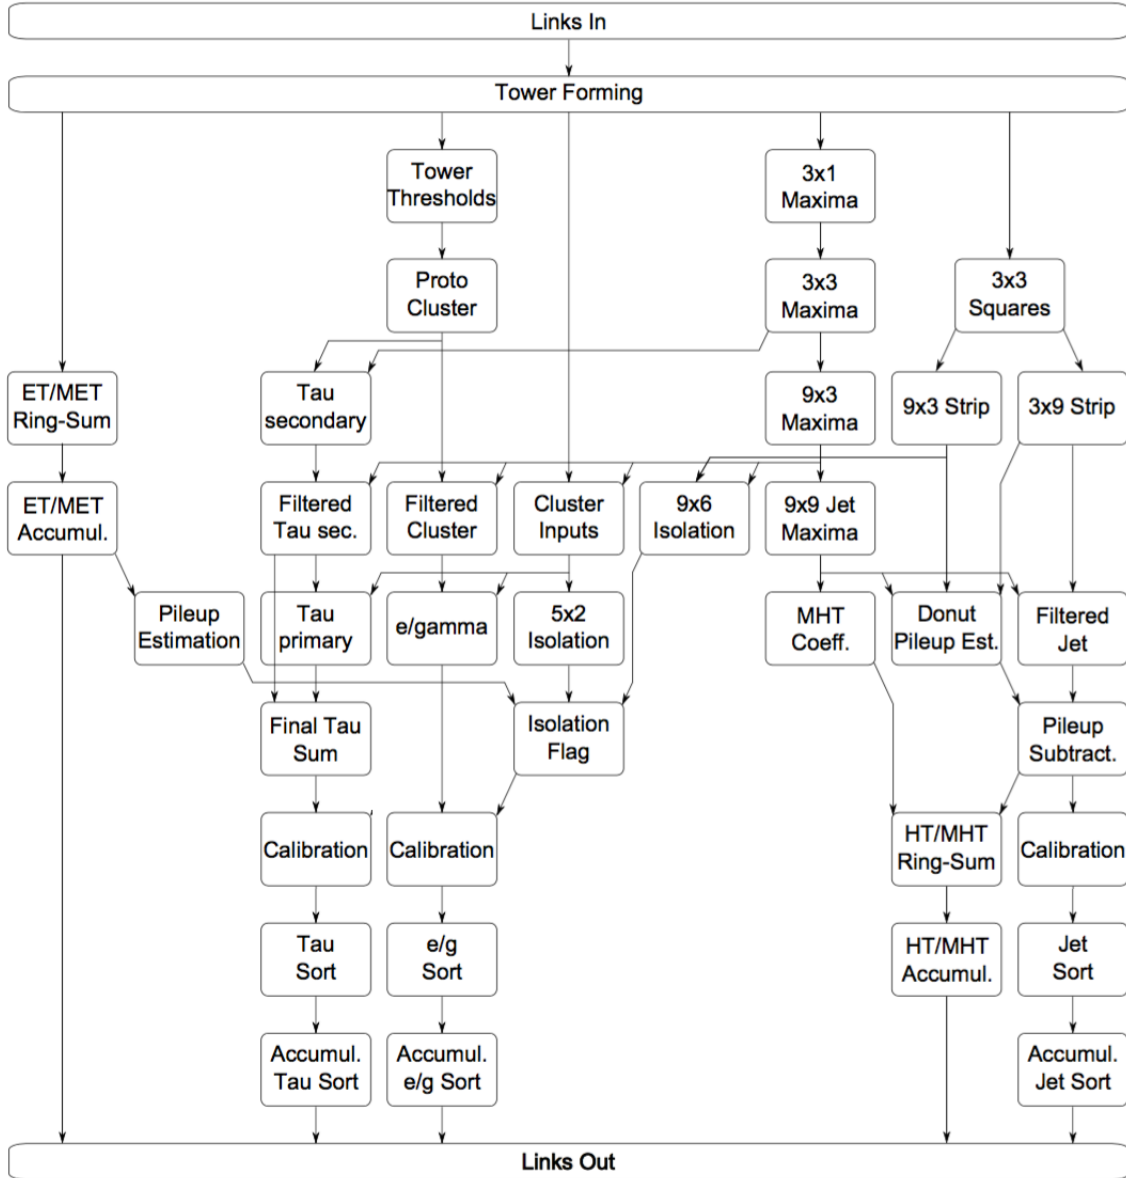 Links In
Tower Forming
Tower
Thresholds
3x1
Maxima
Proto
Cluster
3x3
Maxima
3x3
Squares
ET/MET
Ring-Sum
Tau
secondary
9x3
Maxima
9x3 Strip
3x9 Strip
ET/MET
Accumul.
Filtered
Tau sec.
Filtered
Cluster
Cluster
Inputs
9x6
Isolation
9x9 Jet
Maxima
Pileup
Estimation
Tau
primary
e/gamma
5x2
Isolation
MHT
Coeff.
Donut
Pileup Est.
Filtered
Jet
Final Tau
Sum
Isolation
Flag
Pileup
Subtract.
Calibration
Calibration
HT/MHT
Ring-Sum
Calibration
Tau
Sort
e/g
Sort
HT/MHT
Accumul.
Jet
Sort
Accumul.
Tau Sort
Accumul.
e/g Sort
Accumul.
Jet Sort
Links Out